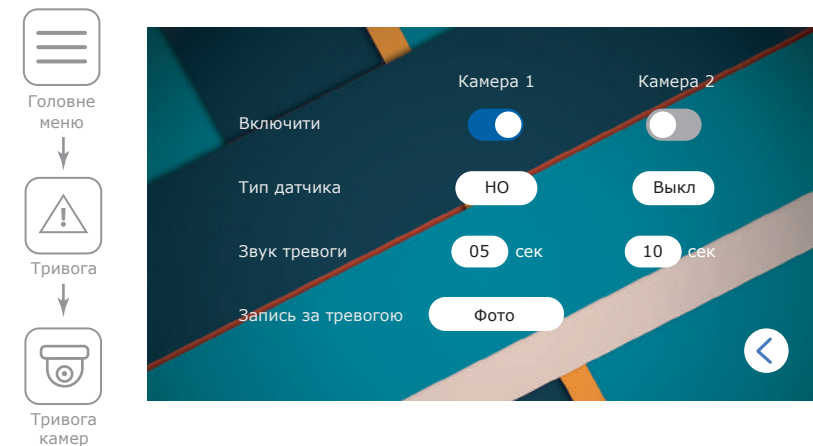 Головне
меню
Тривога
Тривога
камер
Камера 1 Камера 2
Включити
Тип датчика НО Выкл
Звук тревоги 05 сек 10 сек
Запись за тревогою Фото